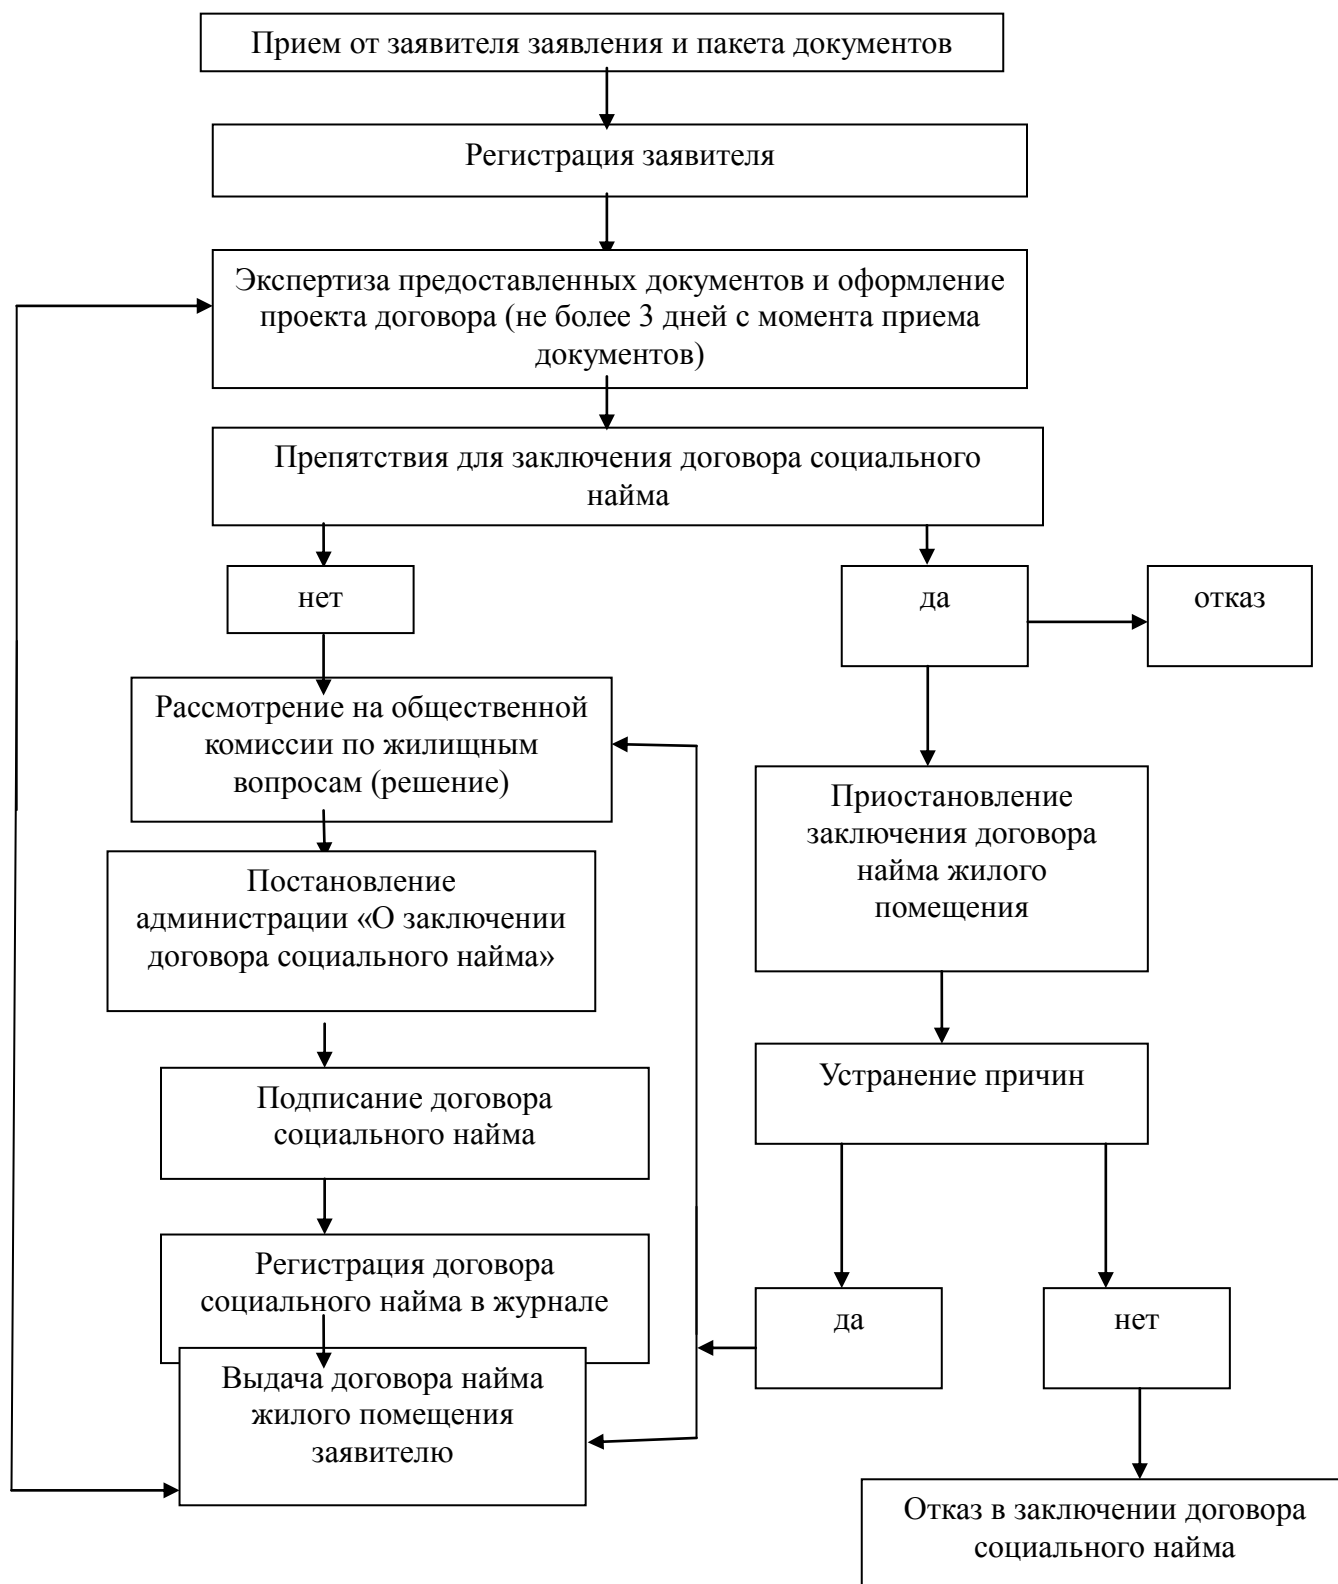 Прием от заявителя заявления и пакета документов
Регистрация заявителя
Экспертиза предоставленных документов и оформление
проекта договора (не более 3 дней с момента приема
документов)
Препятствия для заключения договора социального
найма
нет
да
отказ
Рассмотрение на общественной
комиссии по жилищным
вопросам (решение)
Приостановление
заключения договора
найма жилого
помещения
Постановление
администрации «О заключении
договора социального найма»
Устранение причин
Подписание договора
социального найма
Регистрация договора
социального найма в журнале
да
нет
Выдача договора найма
жилого помещения
заявителю
Отказ в заключении договора
социального найма